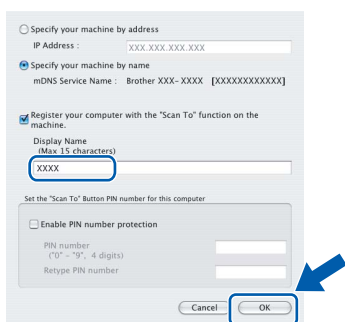 Specify your machine by address
IP Address : XXX.XXX.XXX.XXX
Specify your machine by name
mDNS Service Name : Brother XXX-XXXX [XXXXXXXXXXXX]
Register your computer with the "Scan To" function on the
machine.
Display Name
(Max 15 characters)
XXXX
Set the "Scan To" Button PIN number for this computer
Enable PIN number protection
PIN number
("0" - "9", 4 digits)
Retype PIN number
Cancel OK